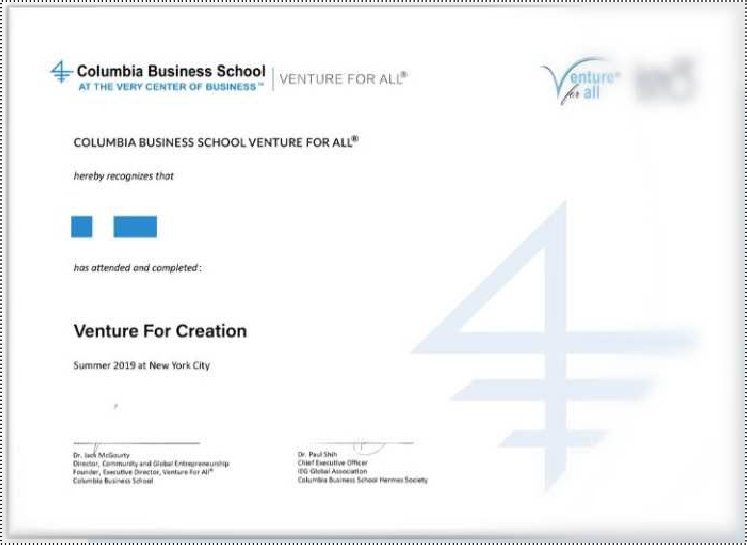 Columbia Business School
AT THE VERY CENTER OF BUSINESS™
VENTURE FOR ALL®
Venture®
for all
COLUMBIA BUSINESS SCHOOL VENTURE FOR ALL®
hereby recognizes that
has attended and completed:
Venture For Creation
Summer 2019 at New York City
Dr. Jack McGourty
Director, Community and Global Entrepreneurship
Founder, Executive Director, Venture For All®
Columbia Business School
Dr. Paul Shih
Chief Executive Officer
IEG Global Association
Columbia Business School Hermes Society